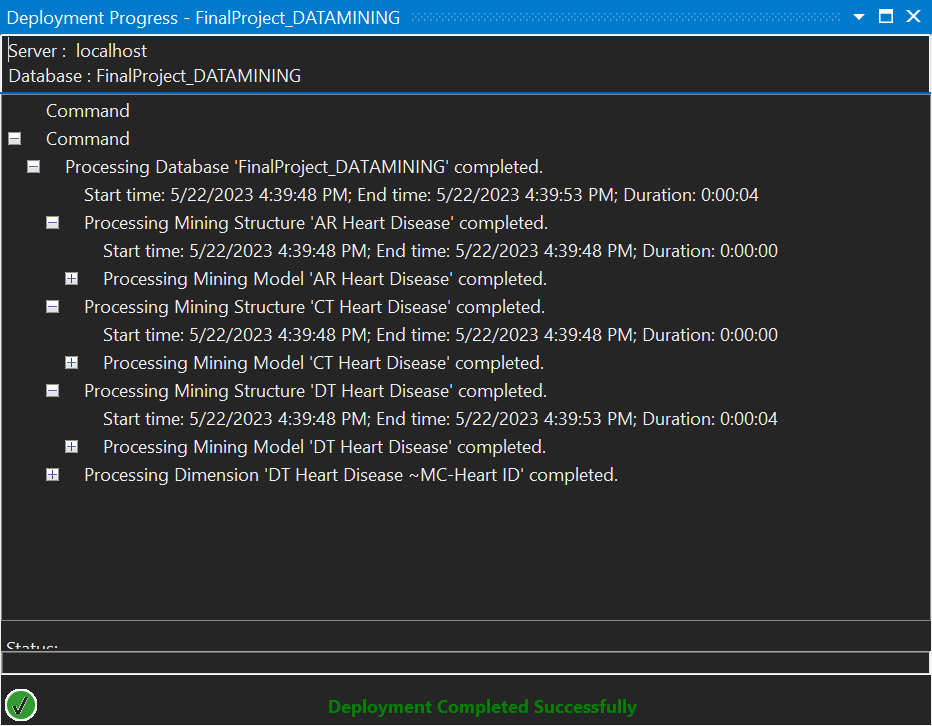 Deployment Progress - FinalProject_DATAMINING
Server : localhost
Database : FinalProject_DATAMINING
Command
Command
Processing Database 'FinalProject_DATAMINING' completed.
Start time: 5/22/2023 4:39:48 PM; End time: 5/22/2023 4:39:53 PM; Duration: 0:00:04
Processing Mining Structure 'AR Heart Disease' completed.
Start time: 5/22/2023 4:39:48 PM; End time: 5/22/2023 4:39:48 PM; Duration: 0:00:00
Processing Mining Model 'AR Heart Disease' completed.
Processing Mining Structure 'CT Heart Disease' completed.
Start time: 5/22/2023 4:39:48 PM; End time: 5/22/2023 4:39:48 PM; Duration: 0:00:00
Processing Mining Model 'CT Heart Disease' completed.
Processing Mining Structure 'DT Heart Disease' completed.
Start time: 5/22/2023 4:39:48 PM; End time: 5/22/2023 4:39:53 PM; Duration: 0:00:04
Processing Mining Model 'DT Heart Disease' completed.
Processing Dimension 'DT Heart Disease ~MC-Heart ID' completed.
Status:
Deployment Completed Successfully